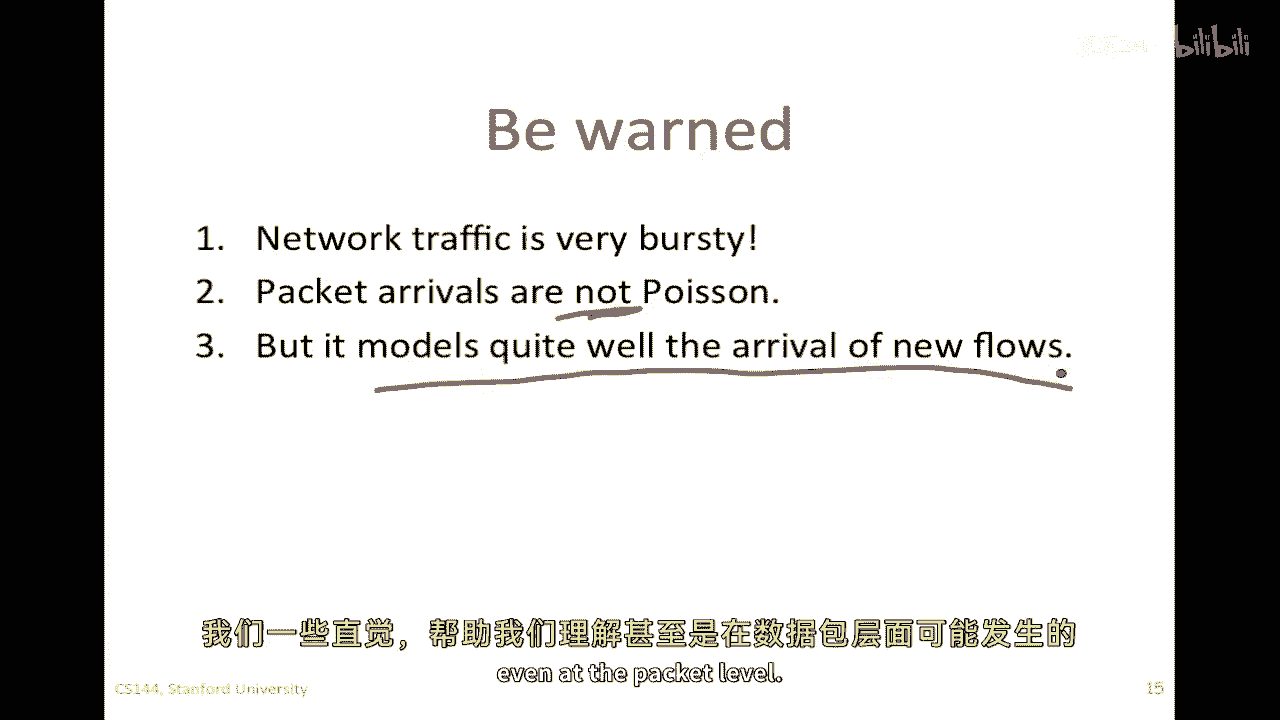 bilibili
Be warned
1. Network traffic is very bursty!
2. Packet arrivals are not Poisson.
3. But it models quite well the arrival of new flows.
我们一些直觉，帮助我们理解甚至是在数据包层面可能发生的
even at the packet level.
CS144, Stanford University
15